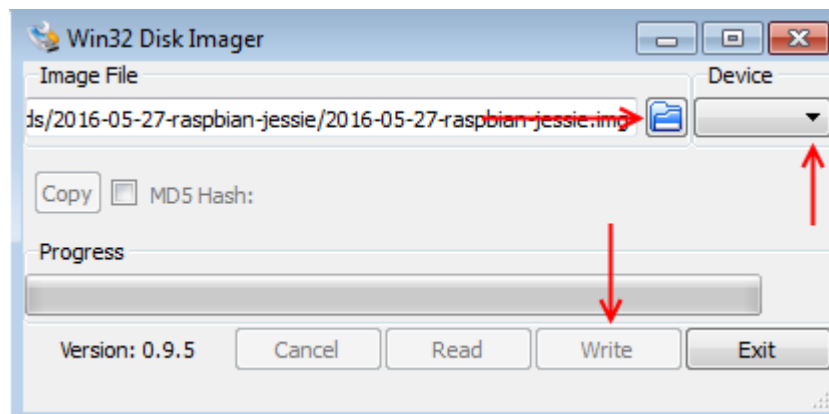 Win32 Disk Imager
Image File
Device
ds/2016-05-27-raspbian-jessie/2016-05-27-raspbian-jessie.img
Copy
MD5 Hash:
Progress
Version: 0.9.5
Cancel
Read
Write
Exit